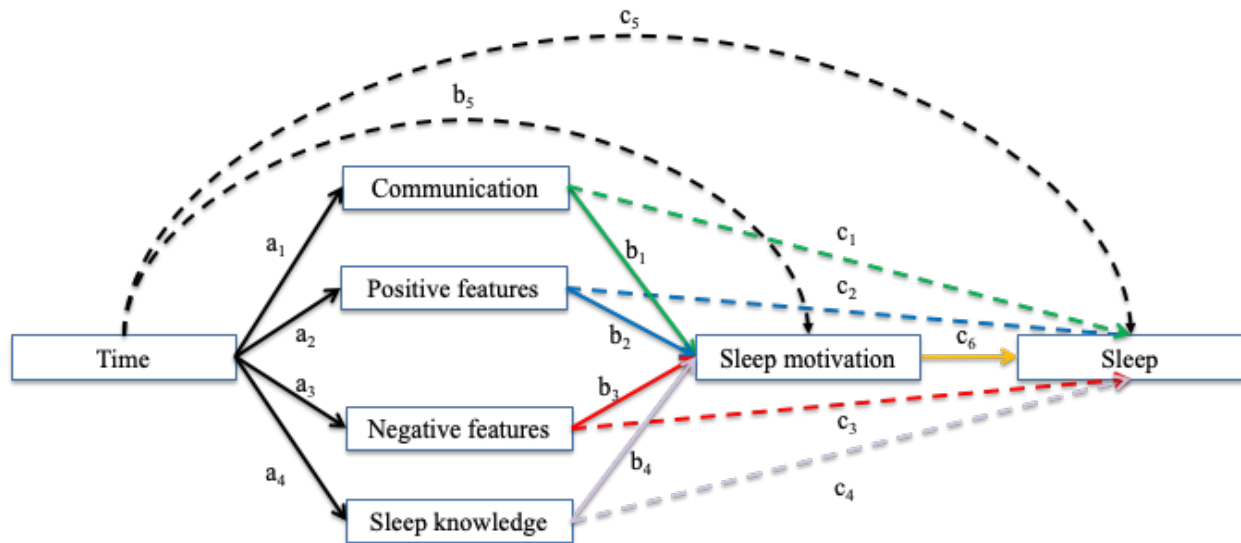 c₅
b₅
Communication
a₁
b₁
c₁
Positive features
a₂
b₂
c₂
Time
Sleep motivation
c₆
Sleep
a₃
b₃
Negative features
c₃
a₄
b₄
c₄
Sleep knowledge